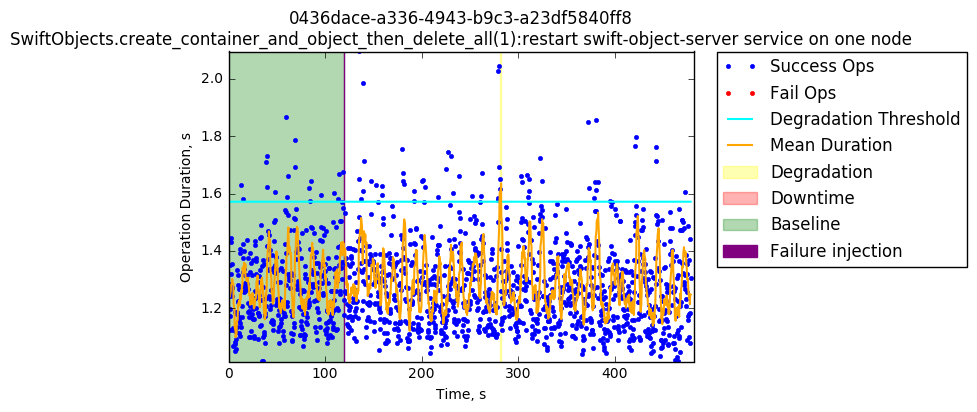 0436dace-a336-4943-b9c3-a23df5840ff8
SwiftObjects.create_container_and_object_then_delete_all(1):restart swift-object-server service on one node
Operation Duration, s
2.0
1.8
1.6
1.4
1.2
0 100 200 300 400
Time, s
Success Ops
Fail Ops
Degradation Threshold
Mean Duration
Degradation
Downtime
Baseline
Failure injection